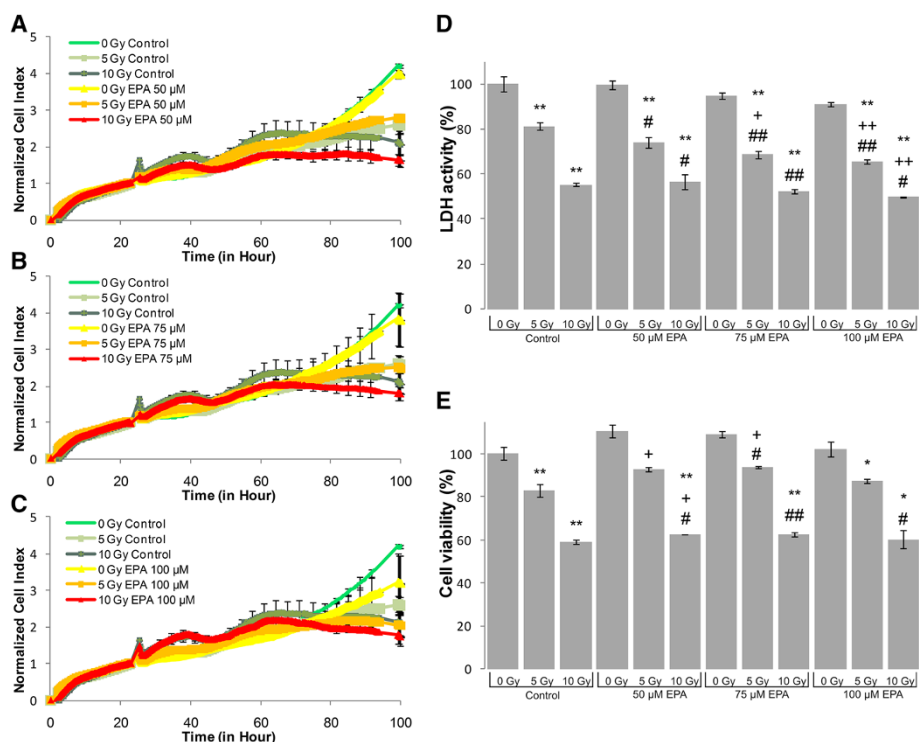 A
5
4
3
2
1
0
Normalized Cell Index
0 Gy Control
5 Gy Control
10 Gy Control
0 Gy EPA 50 µM
5 Gy EPA 50 µM
10 Gy EPA 50 µM
0 20 40 60 80 100
Time (in Hour)
B
5
4
3
2
1
0
Normalized Cell Index
0 Gy Control
5 Gy Control
10 Gy Control
0 Gy EPA 75 µM
5 Gy EPA 75 µM
10 Gy EPA 75 µM
0 20 40 60 80 100
Time (in Hour)
C
5
4
3
2
1
0
Normalized Cell Index
0 Gy Control
5 Gy Control
10 Gy Control
0 Gy EPA 100 µM
5 Gy EPA 100 µM
10 Gy EPA 100 µM
0 20 40 60 80 100
Time (in Hour)
D
LDH activity (%)
100
80
60
40
20
0
**
**
**
#
**
#
**
+
##
**
##
**
++
##
**
++
#
0 Gy 5 Gy 10 Gy 0 Gy 5 Gy 10 Gy 0 Gy 5 Gy 10 Gy 0 Gy 5 Gy 10 Gy
Control 50 µM EPA 75 µM EPA 100 µM EPA
E
Cell viability (%)
100
80
60
40
20
0
**
**
+
**
+
#
+
#
**
##
*
*
#
0 Gy 5 Gy 10 Gy 0 Gy 5 Gy 10 Gy 0 Gy 5 Gy 10 Gy 0 Gy 5 Gy 10 Gy
Control 50 µM EPA 75 µM EPA 100 µM EPA